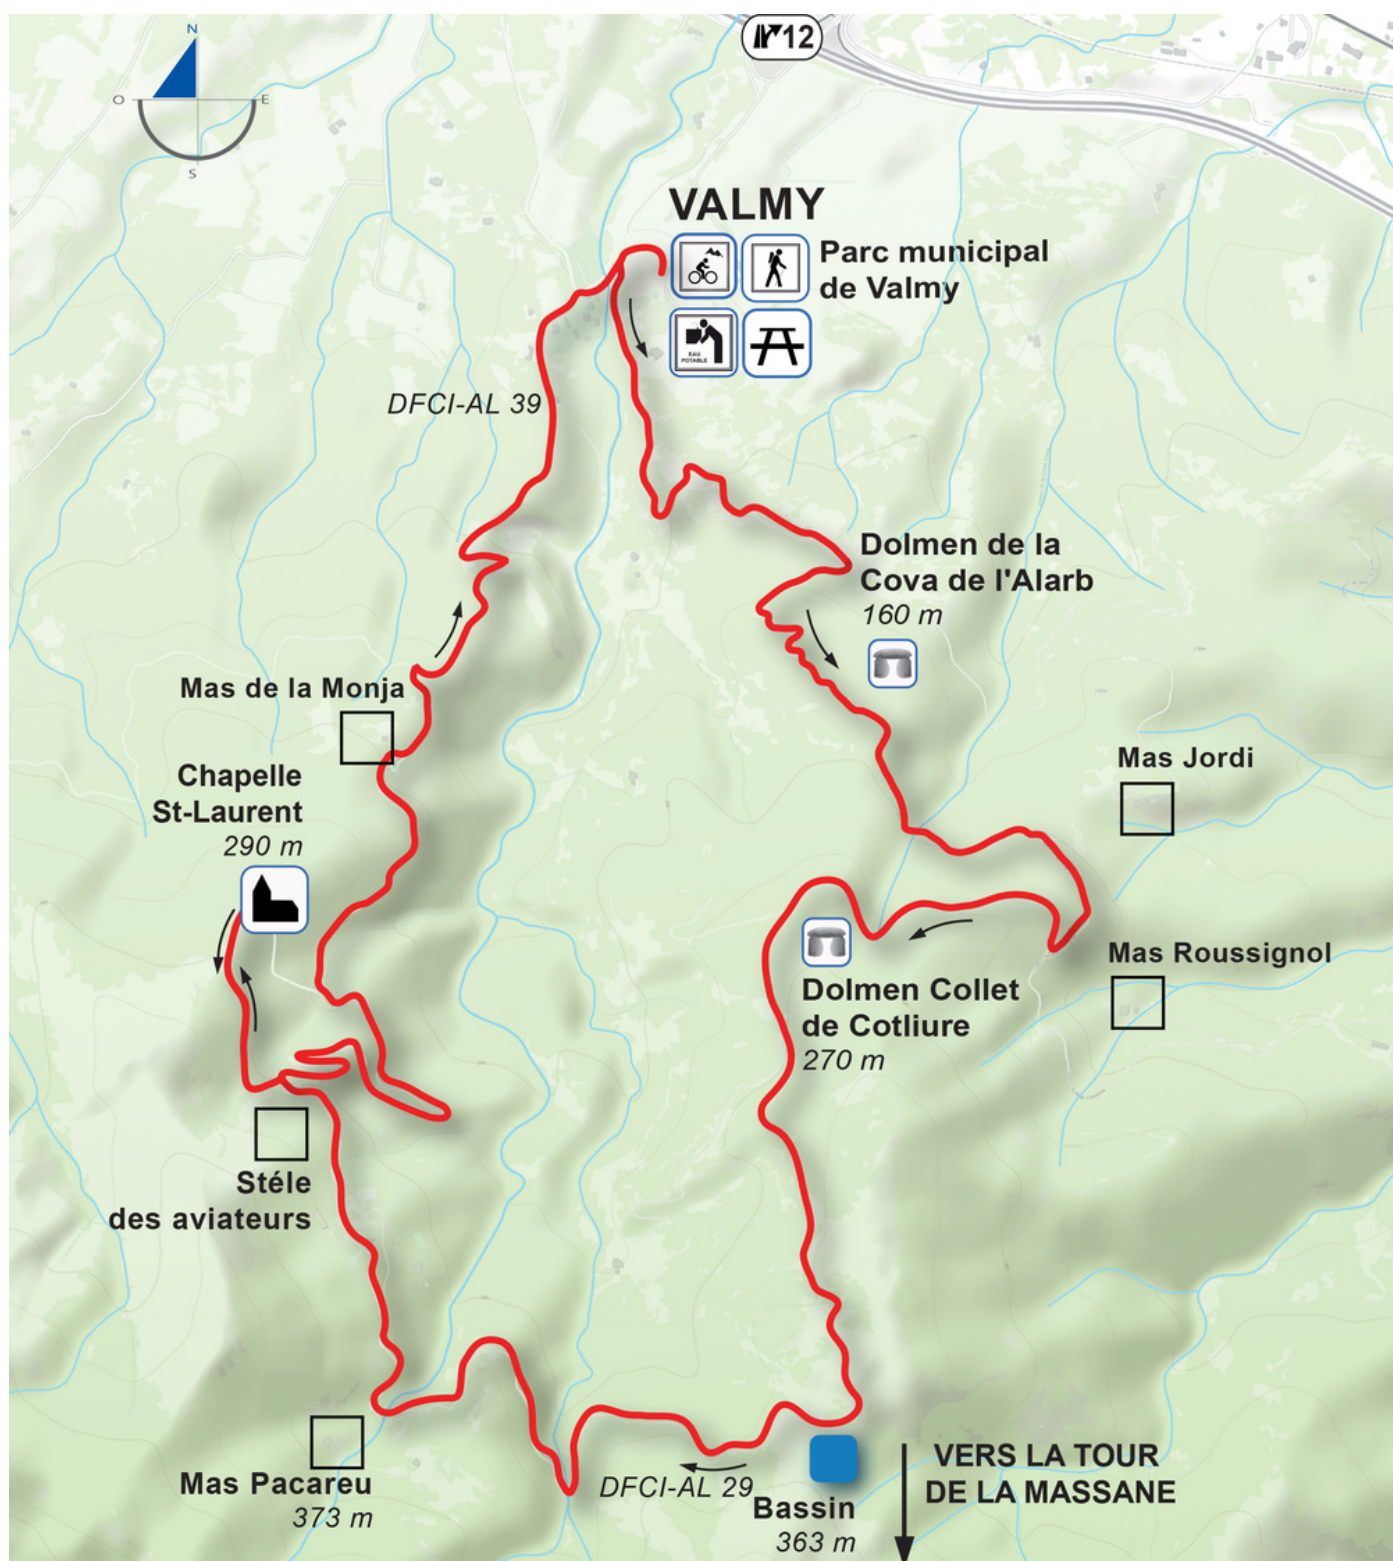 N
O
E
S
12
VALMY
Parc municipal
de Valmy
EAU
POTABLE
DFCI-AL 39
Dolmen de la
Cova de l'Alarb
160 m
Mas de la Monja
Mas Jordi
Chapelle
St-Laurent
290 m
Mas Roussignol
Dolmen Collet
de Cotliure
270 m
Stéle
des aviateurs
VERS LA TOUR
DE LA MASSANE
Mas Pacareu
373 m
DFCI-AL 29
Bassin
363 m